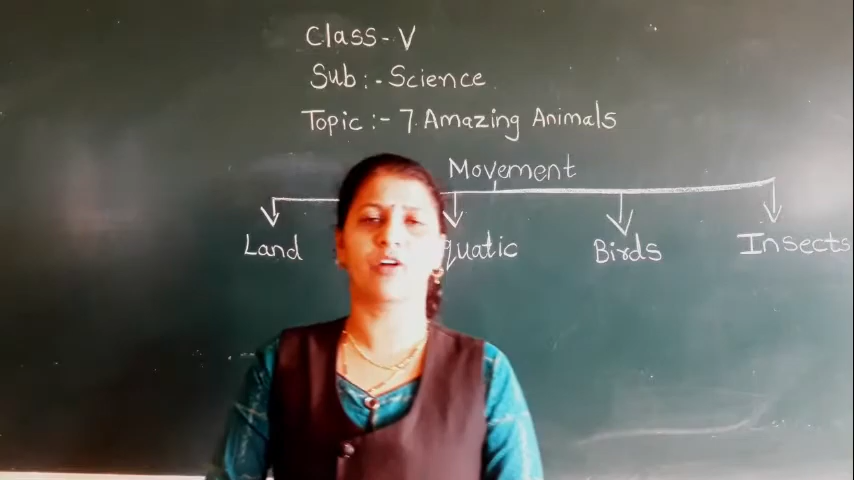 Class - V
Sub :- Science
Topic :- 7. Amazing Animals
Movement
Land quatic Birds Insects